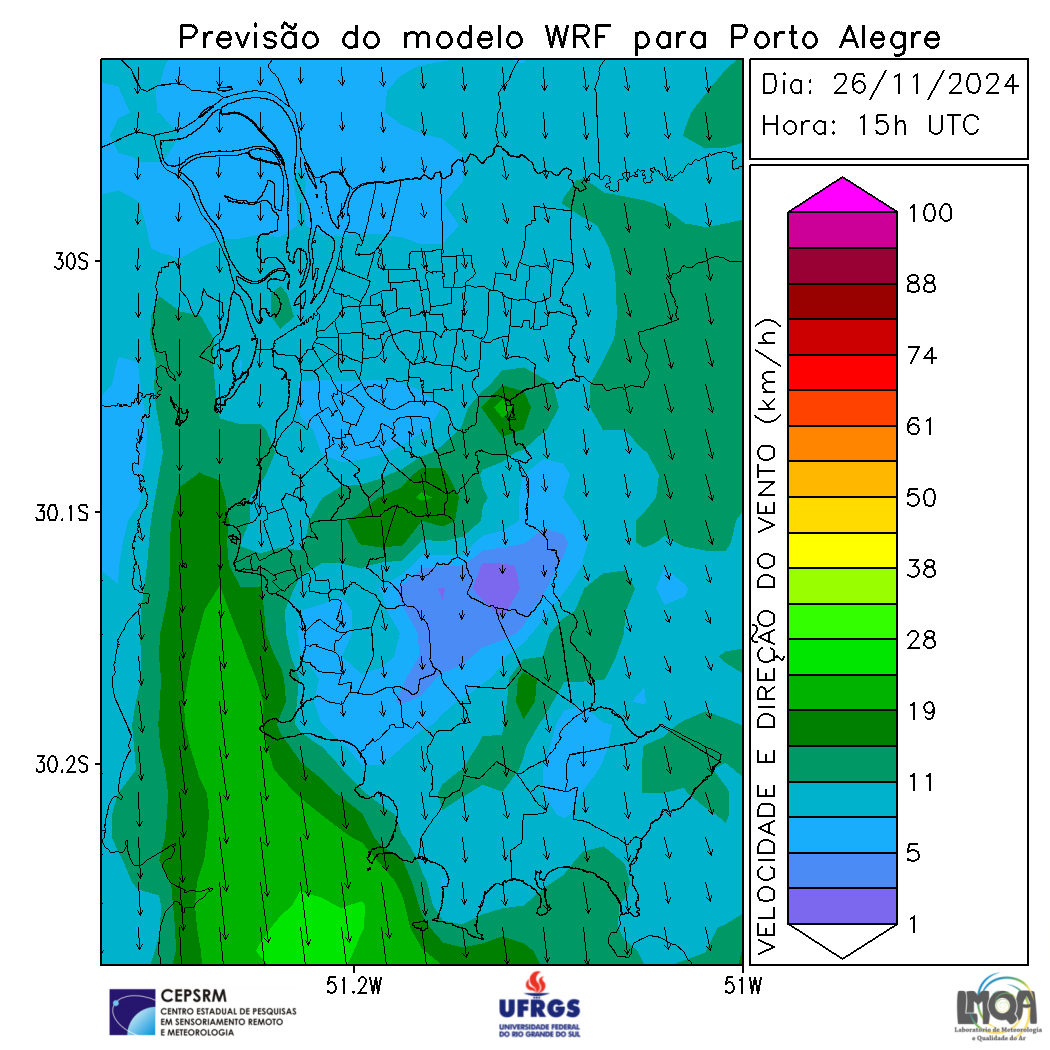 Previsão do modelo WRF para Porto Alegre
Dia: 26/11/2024
Hora: 15h UTC
30S
30.1S
30.2S
51.2W
51W
VELOCIDADE E DIREÇÃO DO VENTO (km/h)
100
88
74
61
50
38
28
19
11
5
1
CEPSRM
CENTRO ESTADUAL DE PESQUISAS
EM SENSORIAMENTO REMOTO
E METEOROLOGIA
UFRGS
UNIVERSIDADE FEDERAL
DO RIO GRANDE DO SUL
LMQA
Laboratório de Meteorologia
e Qualidade do Ar